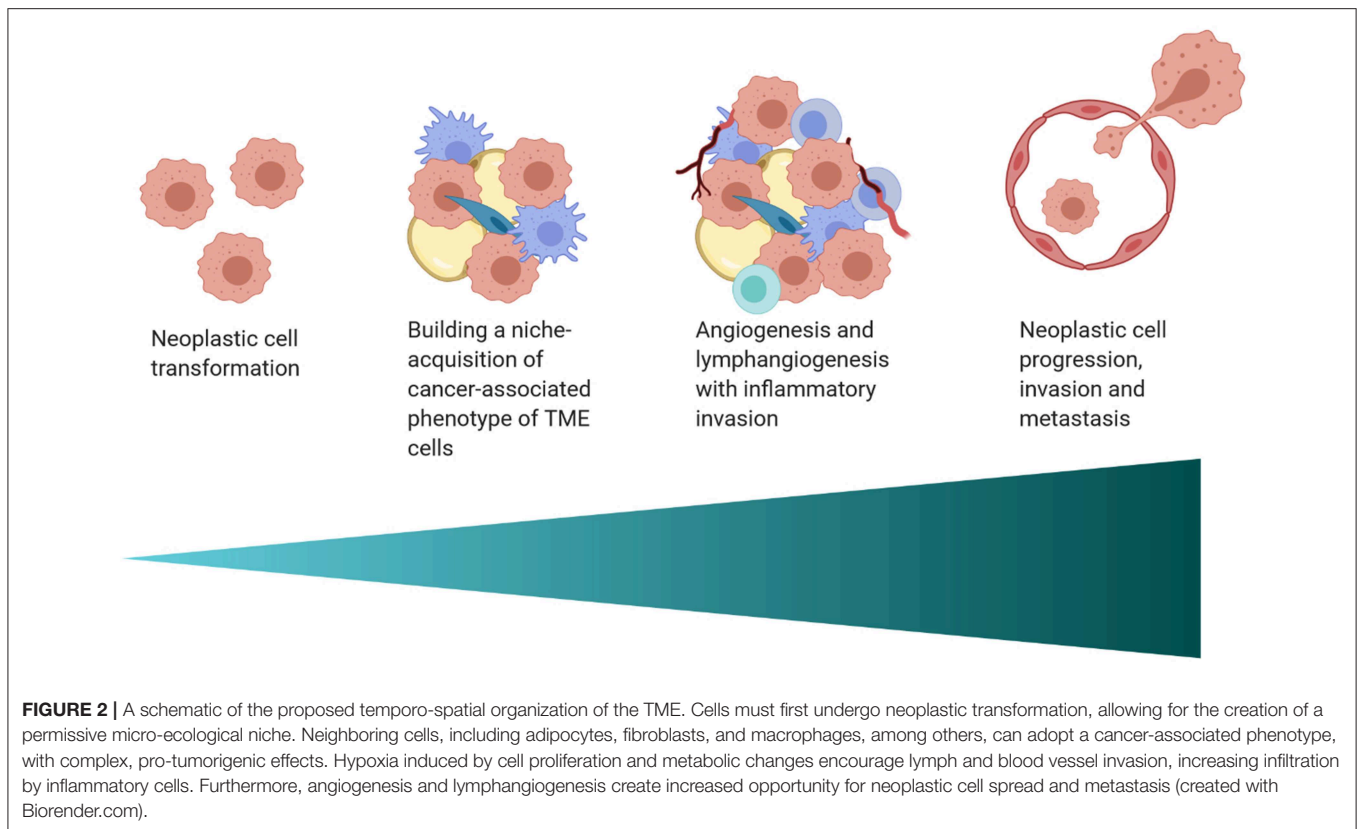 Neoplastic cell
transformation
Building a niche-
acquisition of
cancer-associated
phenotype of TME
cells
Angiogenesis and
lymphangiogenesis
with inflammatory
invasion
Neoplastic cell
progression,
invasion and
metastasis
FIGURE 2 | A schematic of the proposed temporo-spatial organization of the TME. Cells must first undergo neoplastic transformation, allowing for the creation of a
permissive micro-ecological niche. Neighboring cells, including adipocytes, fibroblasts, and macrophages, among others, can adopt a cancer-associated phenotype,
with complex, pro-tumorigenic effects. Hypoxia induced by cell proliferation and metabolic changes encourage lymph and blood vessel invasion, increasing infiltration
by inflammatory cells. Furthermore, angiogenesis and lymphangiogenesis create increased opportunity for neoplastic cell spread and metastasis (created with
Biorender.com).